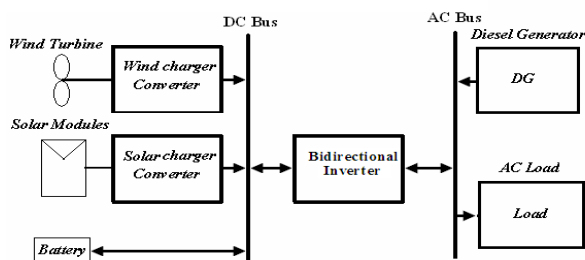 DC Bus
AC Bus
Wind Turbine
Wind charger
Converter
Diesel Generator
DG
Solar Modules
Solar charger
Converter
Bidirectional
Inverter
AC Load
Load
Battery